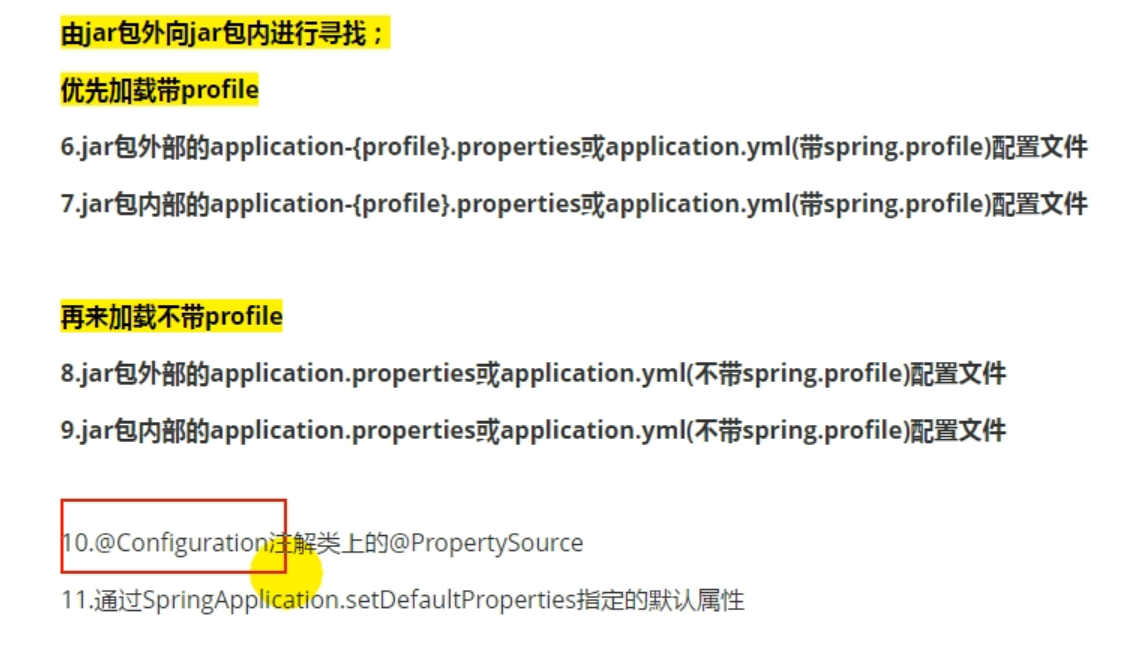 由jar包外向jar包内进行寻找；
优先加载带profile
6.jar包外部的application-{profile}.properties或application.yml(带spring.profile)配置文件
7.jar包内部的application-{profile}.properties或application.yml(带spring.profile)配置文件
再来加载不带profile
8.jar包外部的application.properties或application.yml(不带spring.profile)配置文件
9.jar包内部的application.properties或application.yml(不带spring.profile)配置文件
10.@Configuration注解类上的@PropertySource
11.通过SpringApplication.setDefaultProperties指定的默认属性